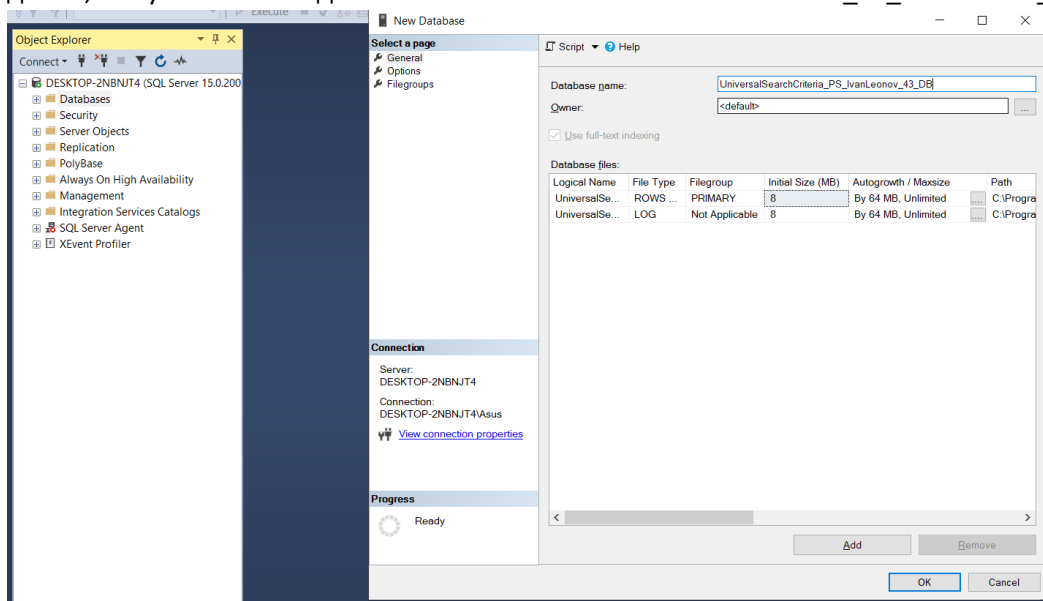 Execute
New Database
Object Explorer
Connect
DESKTOP-2NBNJT4 (SQL Server 15.0.200
Databases
Security
Server Objects
Replication
PolyBase
Always On High Availability
Management
Integration Services Catalogs
SQL Server Agent
XEvent Profiler
Select a page
General
Options
Filegroups
Connection
Server:
DESKTOP-2NBNJT4
Connection:
DESKTOP-2NBNJT4\Asus
View connection properties
Progress
Ready
Script Help
Database name: UniversalSearchCriteria_PS_IvanLeonov_43_DB
Owner: <default> ...
Use full-text indexing
Database files:
Logical Name File Type Filegroup Initial Size (MB) Autogrowth / Maxsize Path
UniversalSe... ROWS ... PRIMARY 8 By 64 MB, Unlimited ... C:\Progra
UniversalSe... LOG Not Applicable 8 By 64 MB, Unlimited ... C:\Progra
Add Remove
OK Cancel